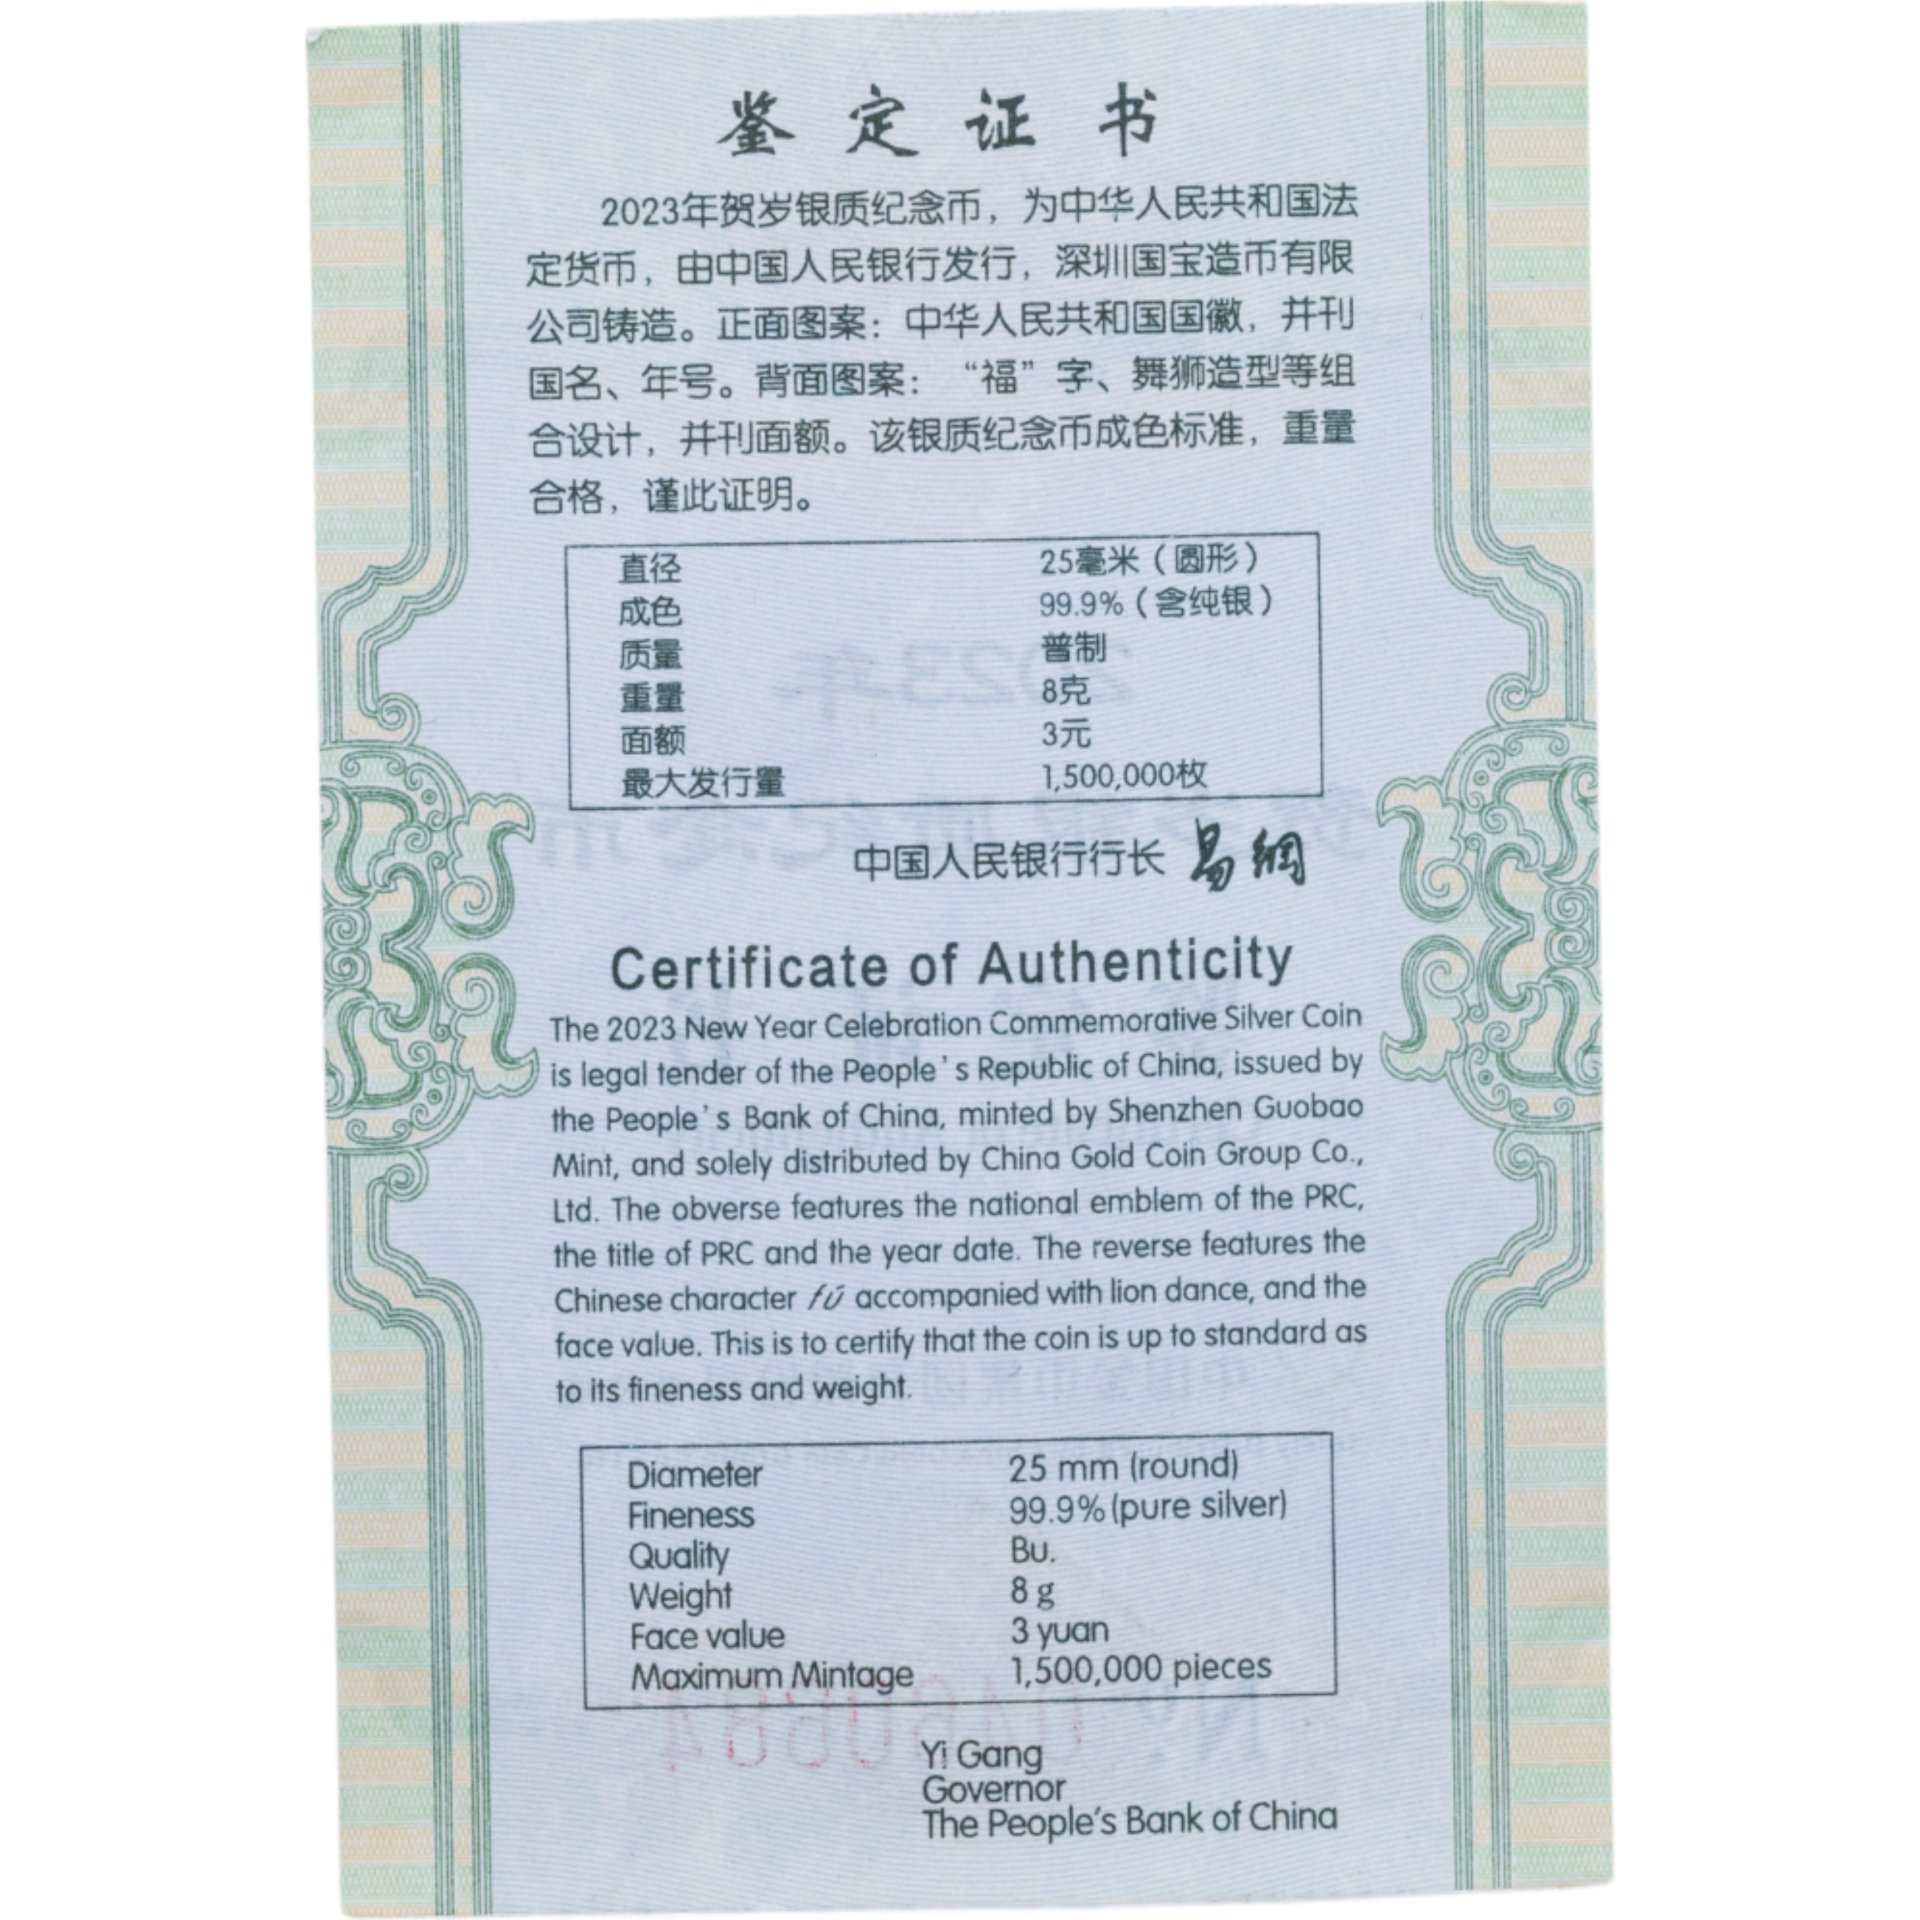 鉴定证书
2023年贺岁银质纪念币，为中华人民共和国法
定货币，由中国人民银行发行，深圳国宝造币有限
公司铸造。正面图案：中华人民共和国国徽，并刊
国名、年号。背面图案：“福”字、舞狮造型等组
合设计，并刊面额。该银质纪念币成色标准，重量
合格，谨此证明。
直径 25毫米（圆形）
成色 99.9%（含纯银）
质量 普制
重量 8克
面额 3元
最大发行量 1,500,000枚
中国人民银行行长 易纲
Certificate of Authenticity
The 2023 New Year Celebration Commemorative Silver Coin
is legal tender of the People’s Republic of China, issued by
the People’s Bank of China, minted by Shenzhen Guobao
Mint, and solely distributed by China Gold Coin Group Co.,
Ltd. The obverse features the national emblem of the PRC,
the title of PRC and the year date. The reverse features the
Chinese character fú accompanied with lion dance, and the
face value. This is to certify that the coin is up to standard as
to its fineness and weight.
Diameter 25 mm (round)
Fineness 99.9% (pure silver)
Quality Bu.
Weight 8 g
Face value 3 yuan
Maximum Mintage 1,500,000 pieces
Yi Gang
Governor
The People's Bank of China